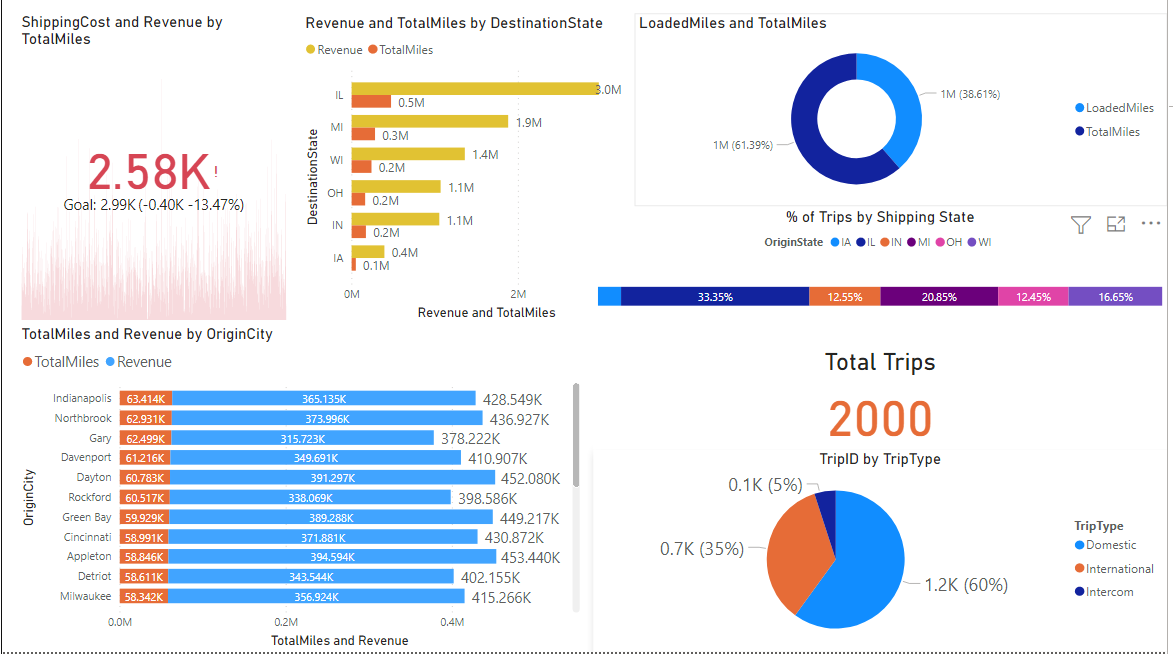 ShippingCost and Revenue by
TotalMiles
2.58K!
Goal: 2.99K (-0.40K -13.47%)
Revenue and TotalMiles by DestinationState
Revenue TotalMiles
DestinationState
IL 3.0M
0.5M
MI 1.9M
0.3M
WI 1.4M
0.2M
OH 1.1M
0.2M
IN 1.1M
0.2M
IA 0.4M
0.1M
0M 2M
Revenue and TotalMiles
LoadedMiles and TotalMiles
1M (38.61%)
1M (61.39%)
LoadedMiles
TotalMiles
% of Trips by Shipping State
OriginState IA IL IN MI OH WI
33.35% 12.55% 20.85% 12.45% 16.65%
TotalMiles and Revenue by OriginCity
TotalMiles Revenue
OriginCity
Indianapolis 63.414K 365.135K 428.549K
Northbrook 62.931K 373.996K 436.927K
Gary 62.499K 315.723K 378.222K
Davenport 61.216K 349.691K 410.907K
Dayton 60.783K 391.297K 452.080K
Rockford 60.517K 338.069K 398.586K
Green Bay 59.929K 389.288K 449.217K
Cincinnati 58.991K 371.881K 430.872K
Appleton 58.846K 394.594K 453.440K
Detriot 58.611K 343.544K 402.155K
Milwaukee 58.342K 356.924K 415.266K
0.0M 0.2M 0.4M
TotalMiles and Revenue
Total Trips
2000
TripID by TripType
0.1K (5%)
0.7K (35%)
1.2K (60%)
TripType
Domestic
International
Intercom